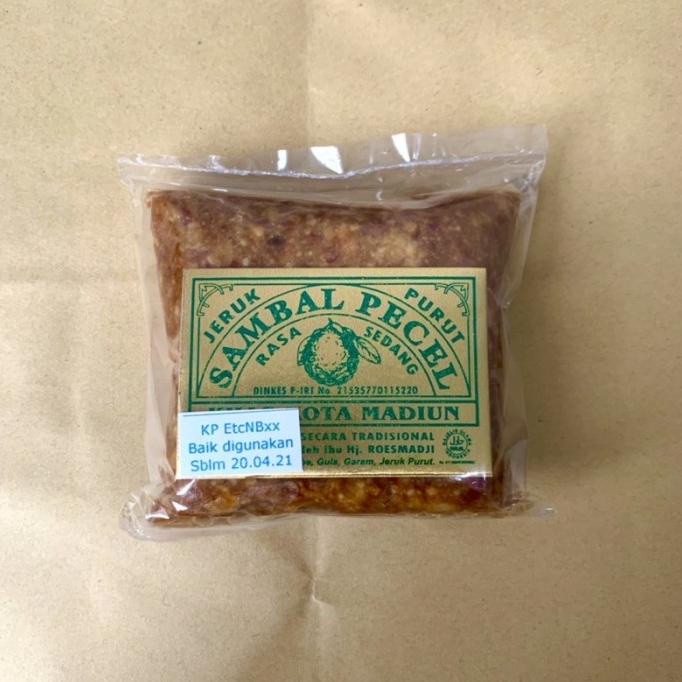 JERUK PURUT
SAMBAL PECEL
RASA SEDANG
DINKES P-IRT No. 21535770115220
OTA MADIUN
SECARA TRADISIONAL
ibu Hj. ROESMADJI
Gula, Garam, Jeruk Purut.
KP EtcNBxx
Baik digunakan
Sblm 20.04.21